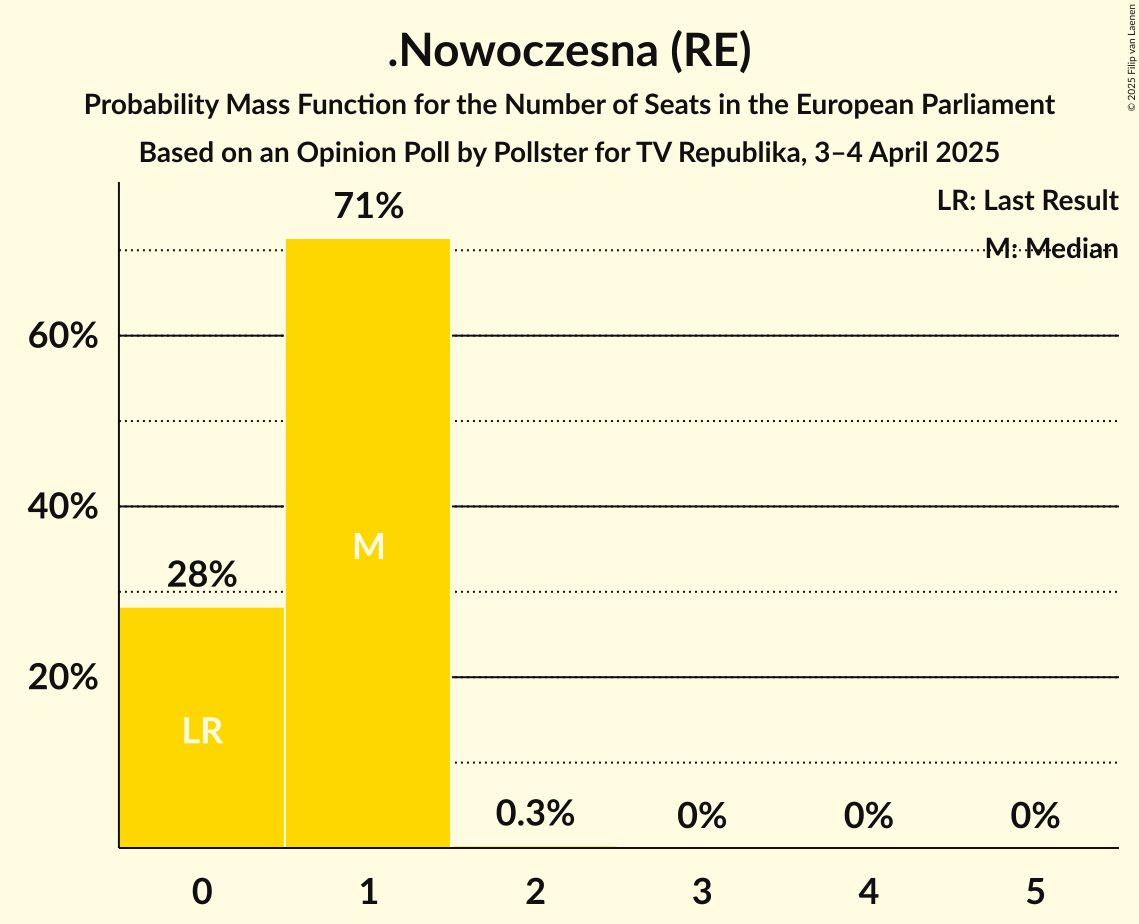 .Nowoczesna (RE)
Probability Mass Function for the Number of Seats in the European Parliament
Based on an Opinion Poll by Pollster for TV Republika, 3–4 April 2025
© 2025 Filip van Laenen
LR: Last Result
M: Median
71%
60%
40%
28%
20%
M
LR
0.3%
0%
0%
0%
0
1
2
3
4
5